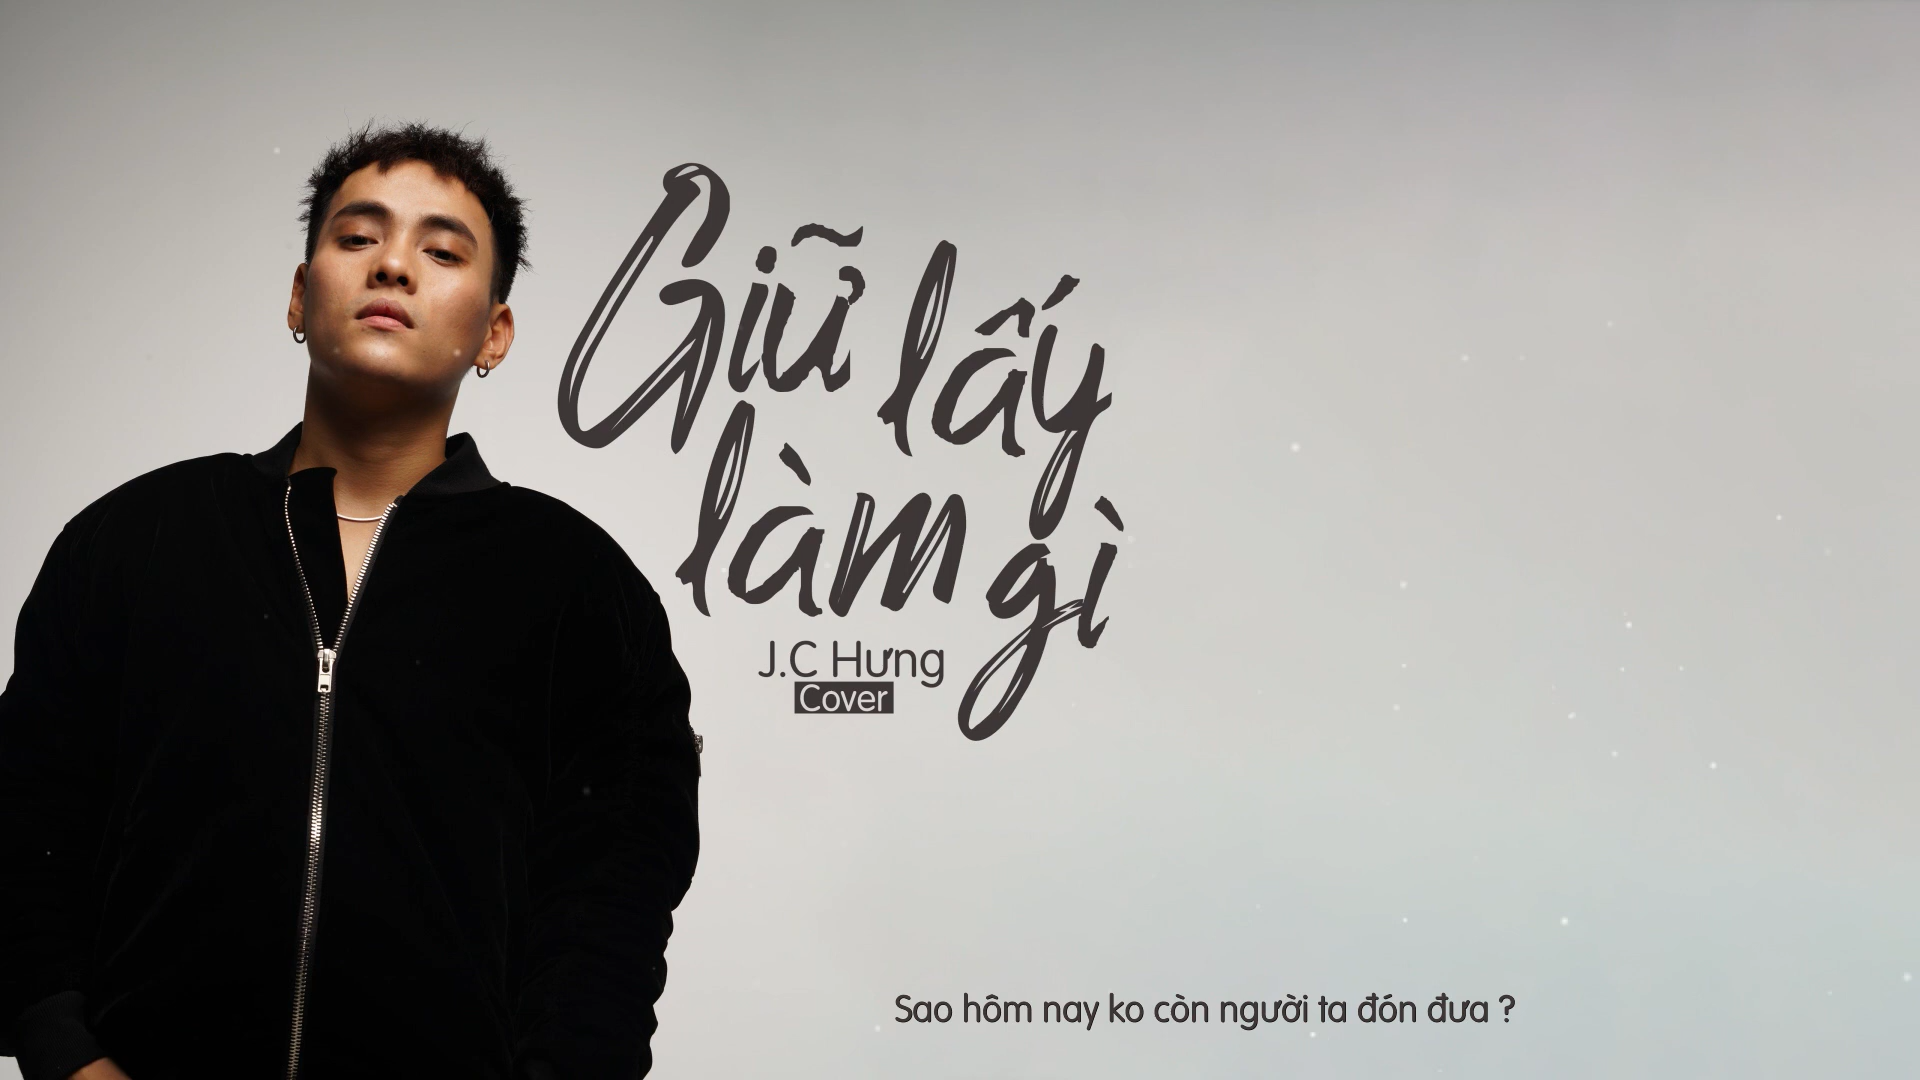 Giữ lấy
làm gì
J.C Hưng
Cover
Sao hôm nay ko còn người ta đón đưa ?